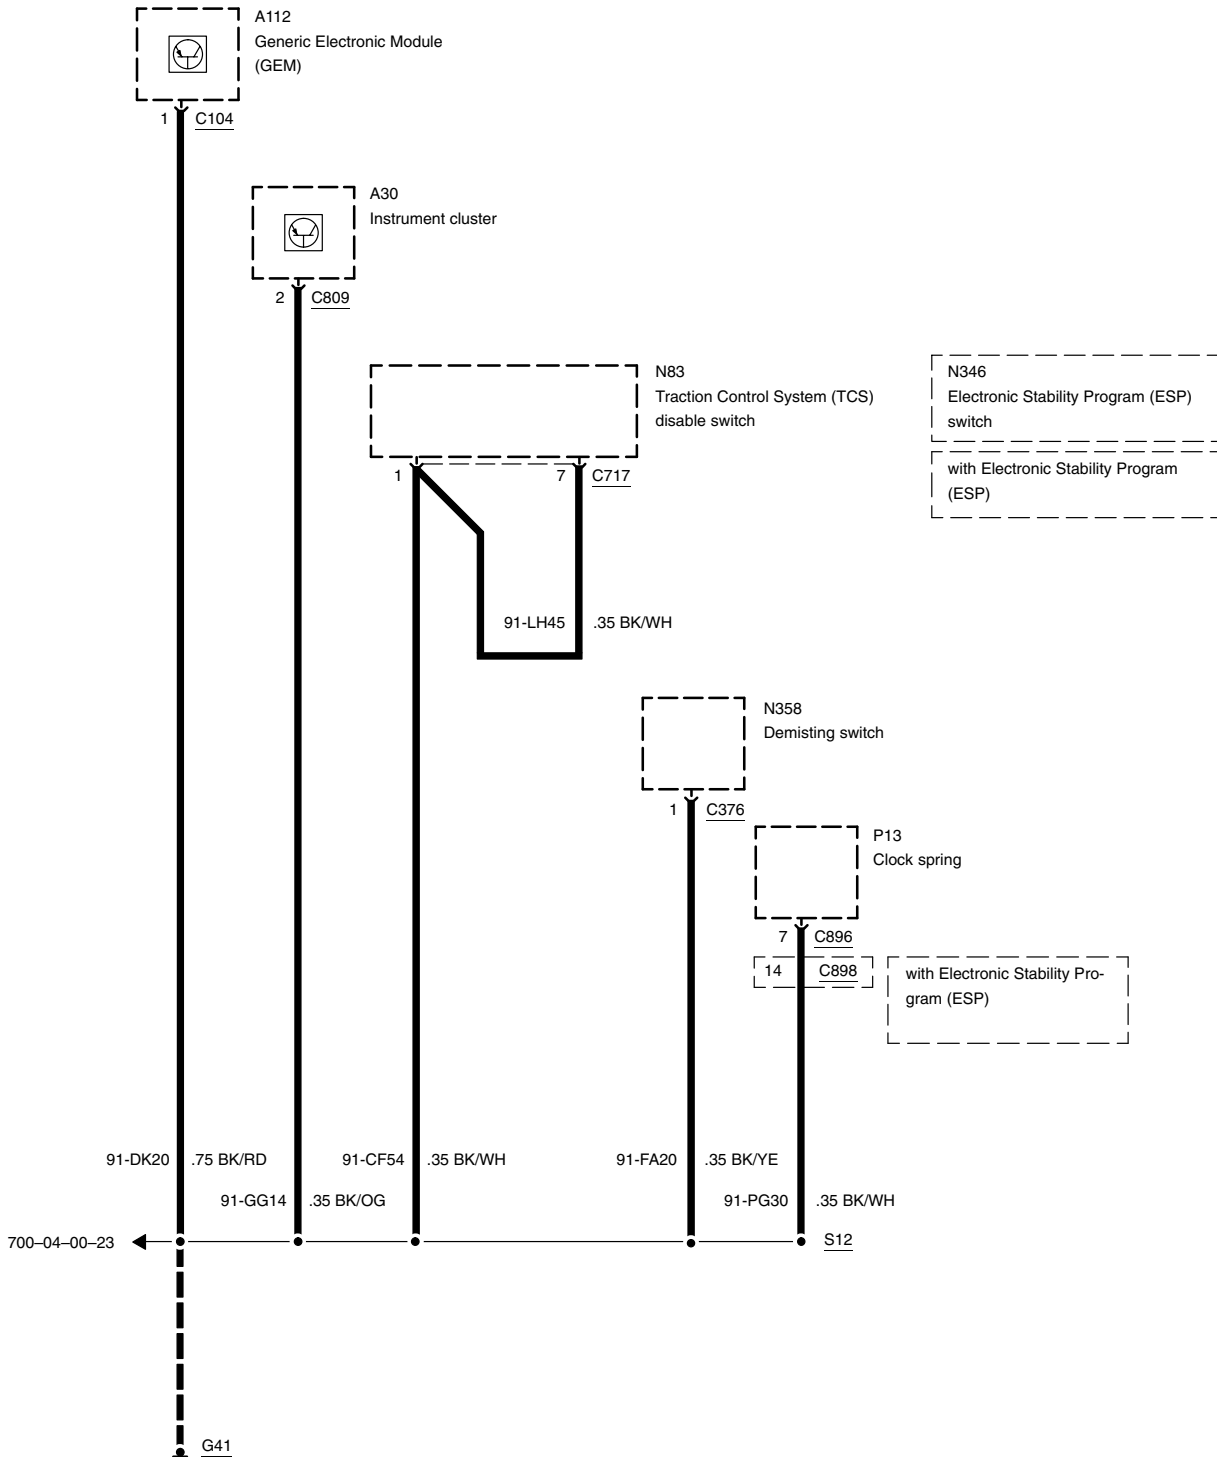 A112
Generic Electronic Module
(GEM)
1 C104
A30
Instrument cluster
2 C809
N83
Traction Control System (TCS)
disable switch
N346
Electronic Stability Program (ESP)
switch
with Electronic Stability Program
(ESP)
1 7 C717
91-LH45 .35 BK/WH
N358
Demisting switch
1 C376
P13
Clock spring
7 C896
14 C898
with Electronic Stability Pro-
gram (ESP)
91-DK20 .75 BK/RD 91-CF54 .35 BK/WH 91-FA20 .35 BK/YE
91-GG14 .35 BK/OG 91-PG30 .35 BK/WH
700–04–00–23 S12
G41